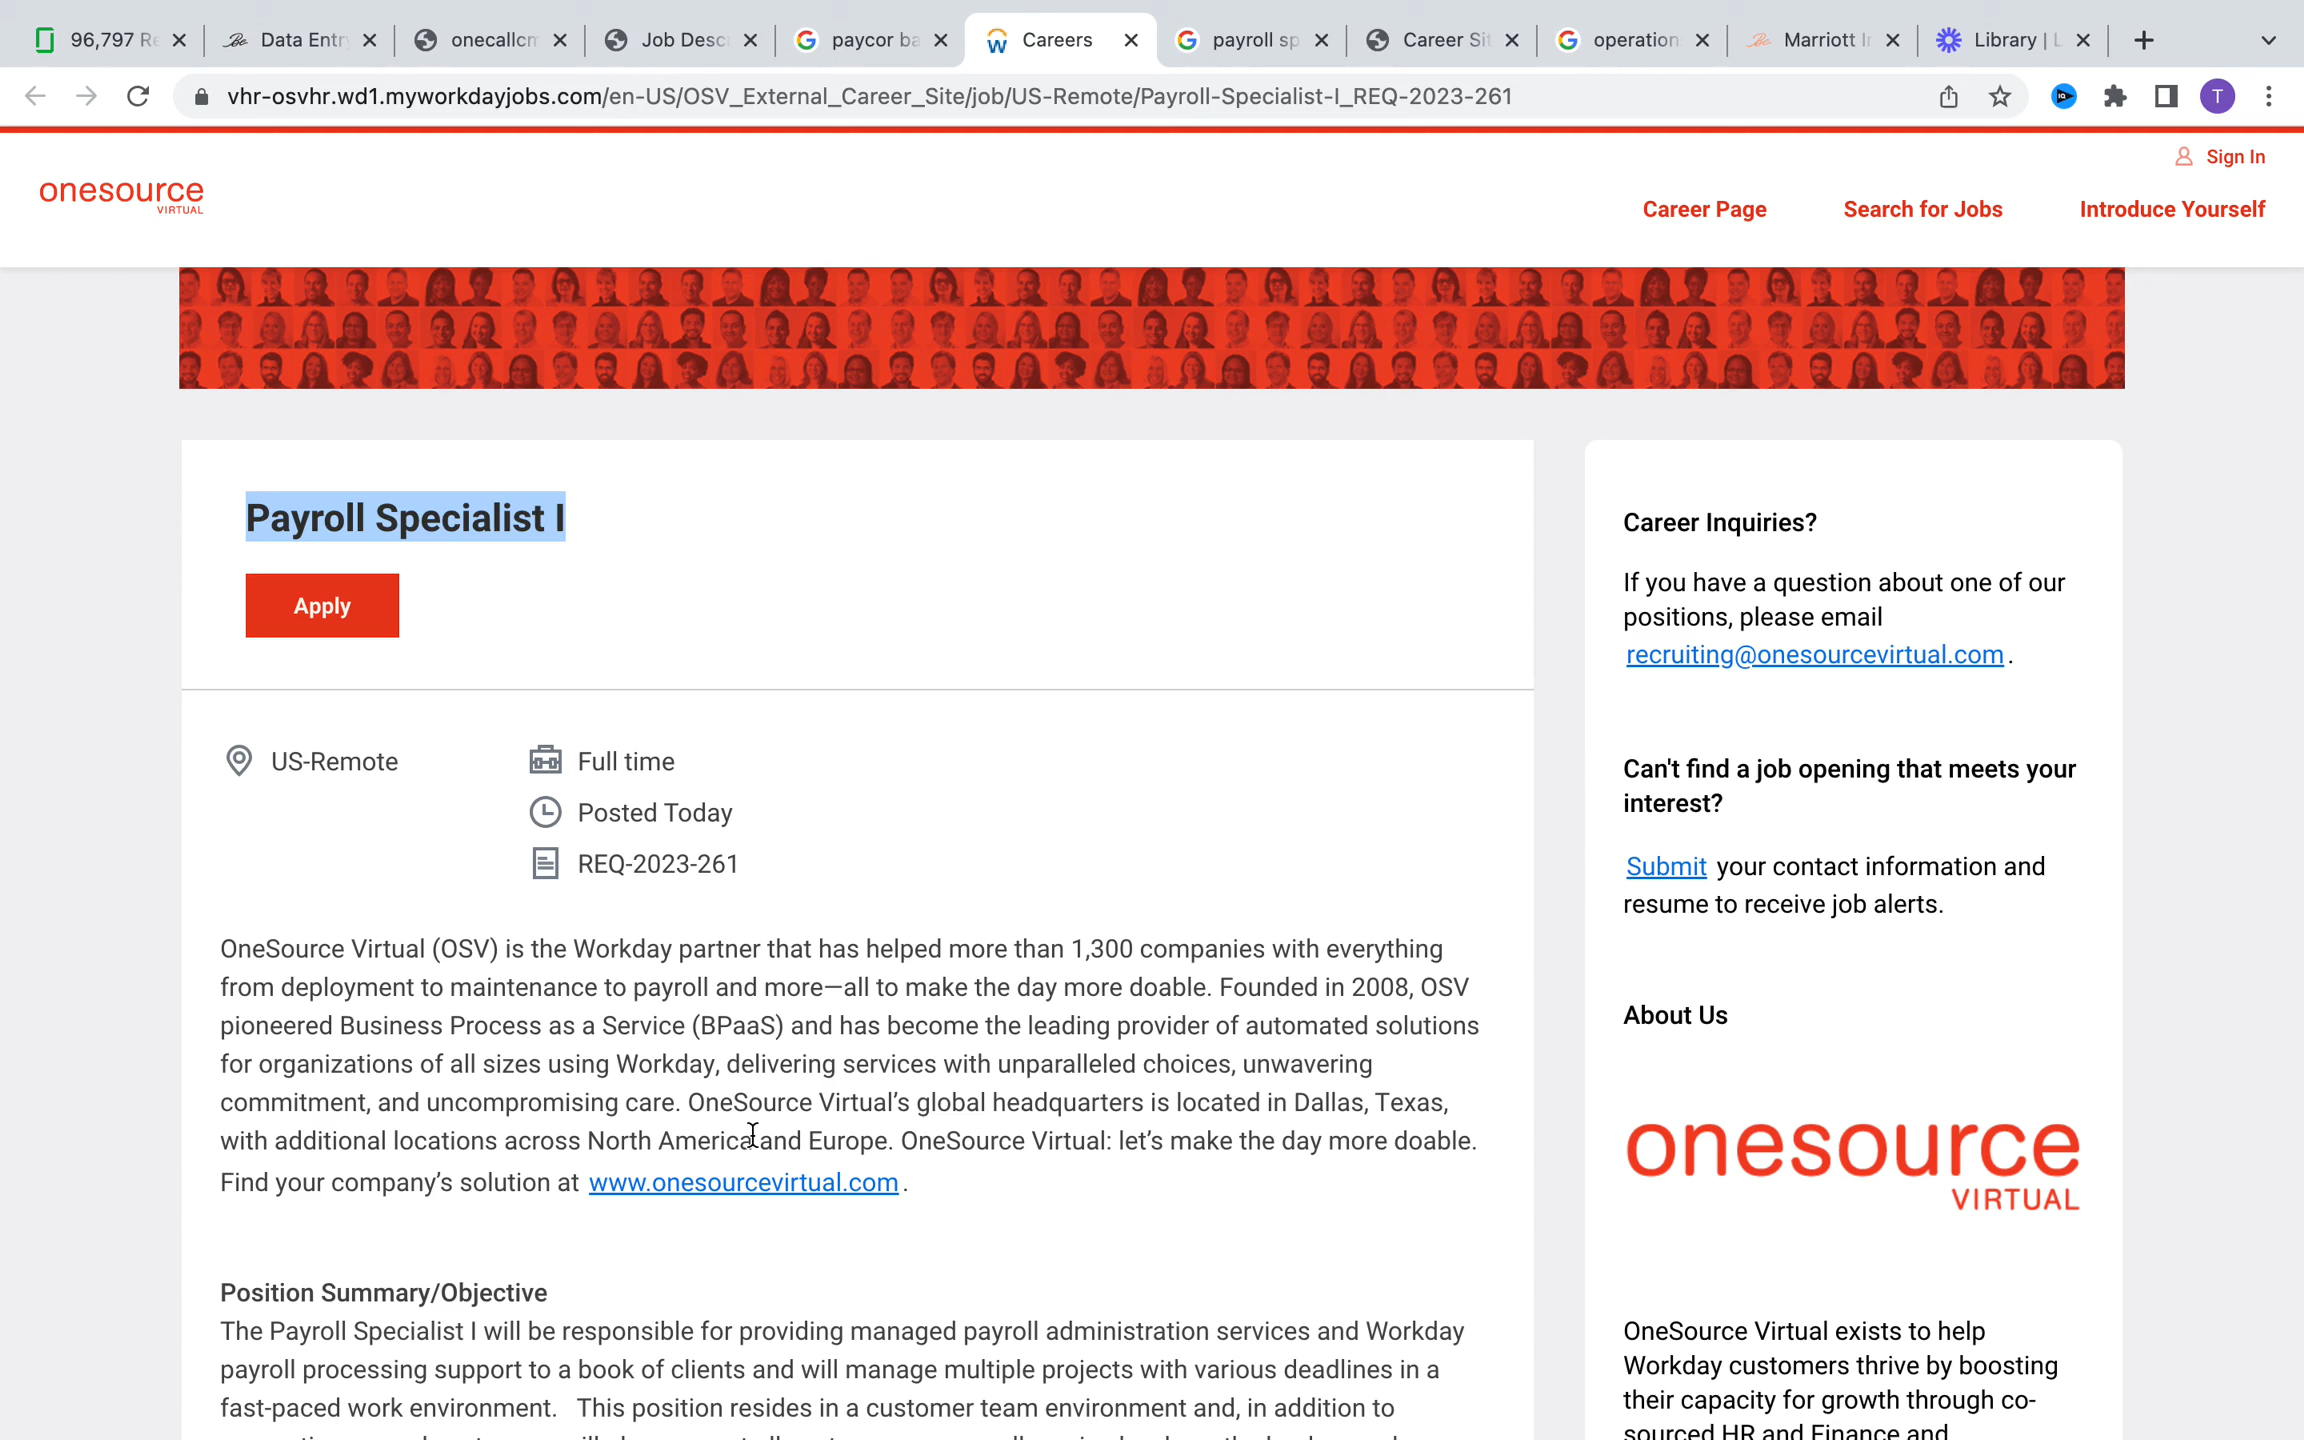 96,797 Re
Data Entr
onecallcm
Job Desc
paycor ba
Careers
payroll sp
Career Sit
operation
Marriott I
Library | L
vhr-osvhr.wd1.myworkdayjobs.com/en-US/OSV_External_Career_Site/job/US-Remote/Payroll-Specialist-I_REQ-2023-261
T
Sign In
onesource
VIRTUAL
Career Page
Search for Jobs
Introduce Yourself
Payroll Specialist I
Apply
US-Remote
Full time
Posted Today
REQ-2023-261
OneSource Virtual (OSV) is the Workday partner that has helped more than 1,300 companies with everything
from deployment to maintenance to payroll and more—all to make the day more doable. Founded in 2008, OSV
pioneered Business Process as a Service (BPaaS) and has become the leading provider of automated solutions
for organizations of all sizes using Workday, delivering services with unparalleled choices, unwavering
commitment, and uncompromising care. OneSource Virtual’s global headquarters is located in Dallas, Texas,
with additional locations across North America and Europe. OneSource Virtual: let’s make the day more doable.
Find your company’s solution at www.onesourcevirtual.com.
Position Summary/Objective
The Payroll Specialist I will be responsible for providing managed payroll administration services and Workday
payroll processing support to a book of clients and will manage multiple projects with various deadlines in a
fast-paced work environment. This position resides in a customer team environment and, in addition to
Career Inquiries?
If you have a question about one of our
positions, please email
recruiting@onesourcevirtual.com.
Can't find a job opening that meets your
interest?
Submit your contact information and
resume to receive job alerts.
About Us
onesource
VIRTUAL
OneSource Virtual exists to help
Workday customers thrive by boosting
their capacity for growth through co-
sourced HR and Finance and